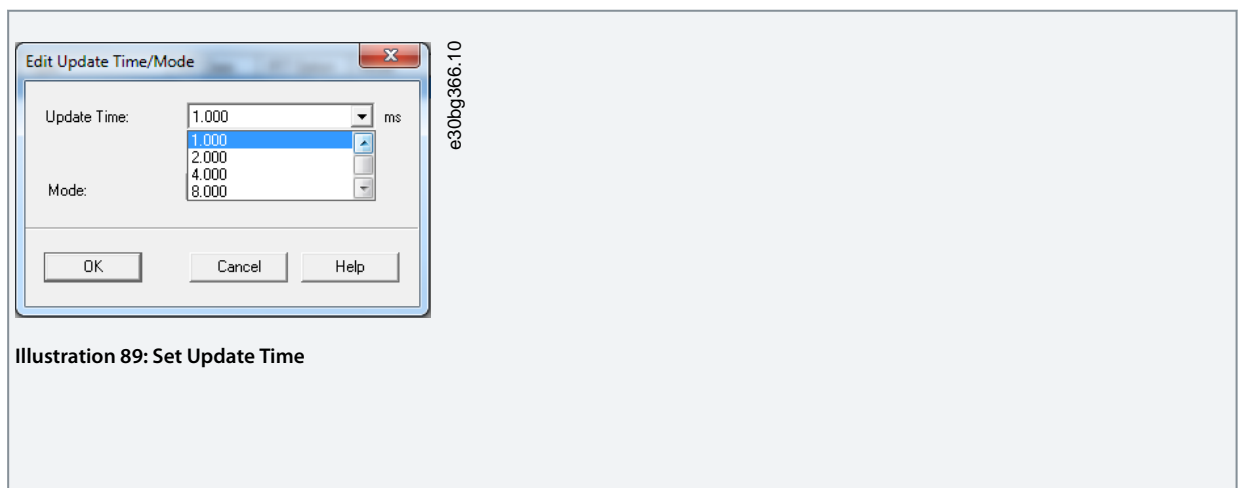 Edit Update Time/Mode
Update Time: 1.000 ms
1.000
2.000
4.000
Mode: 8.000
OK Cancel Help
e30bg366.10
Illustration 89: Set Update Time